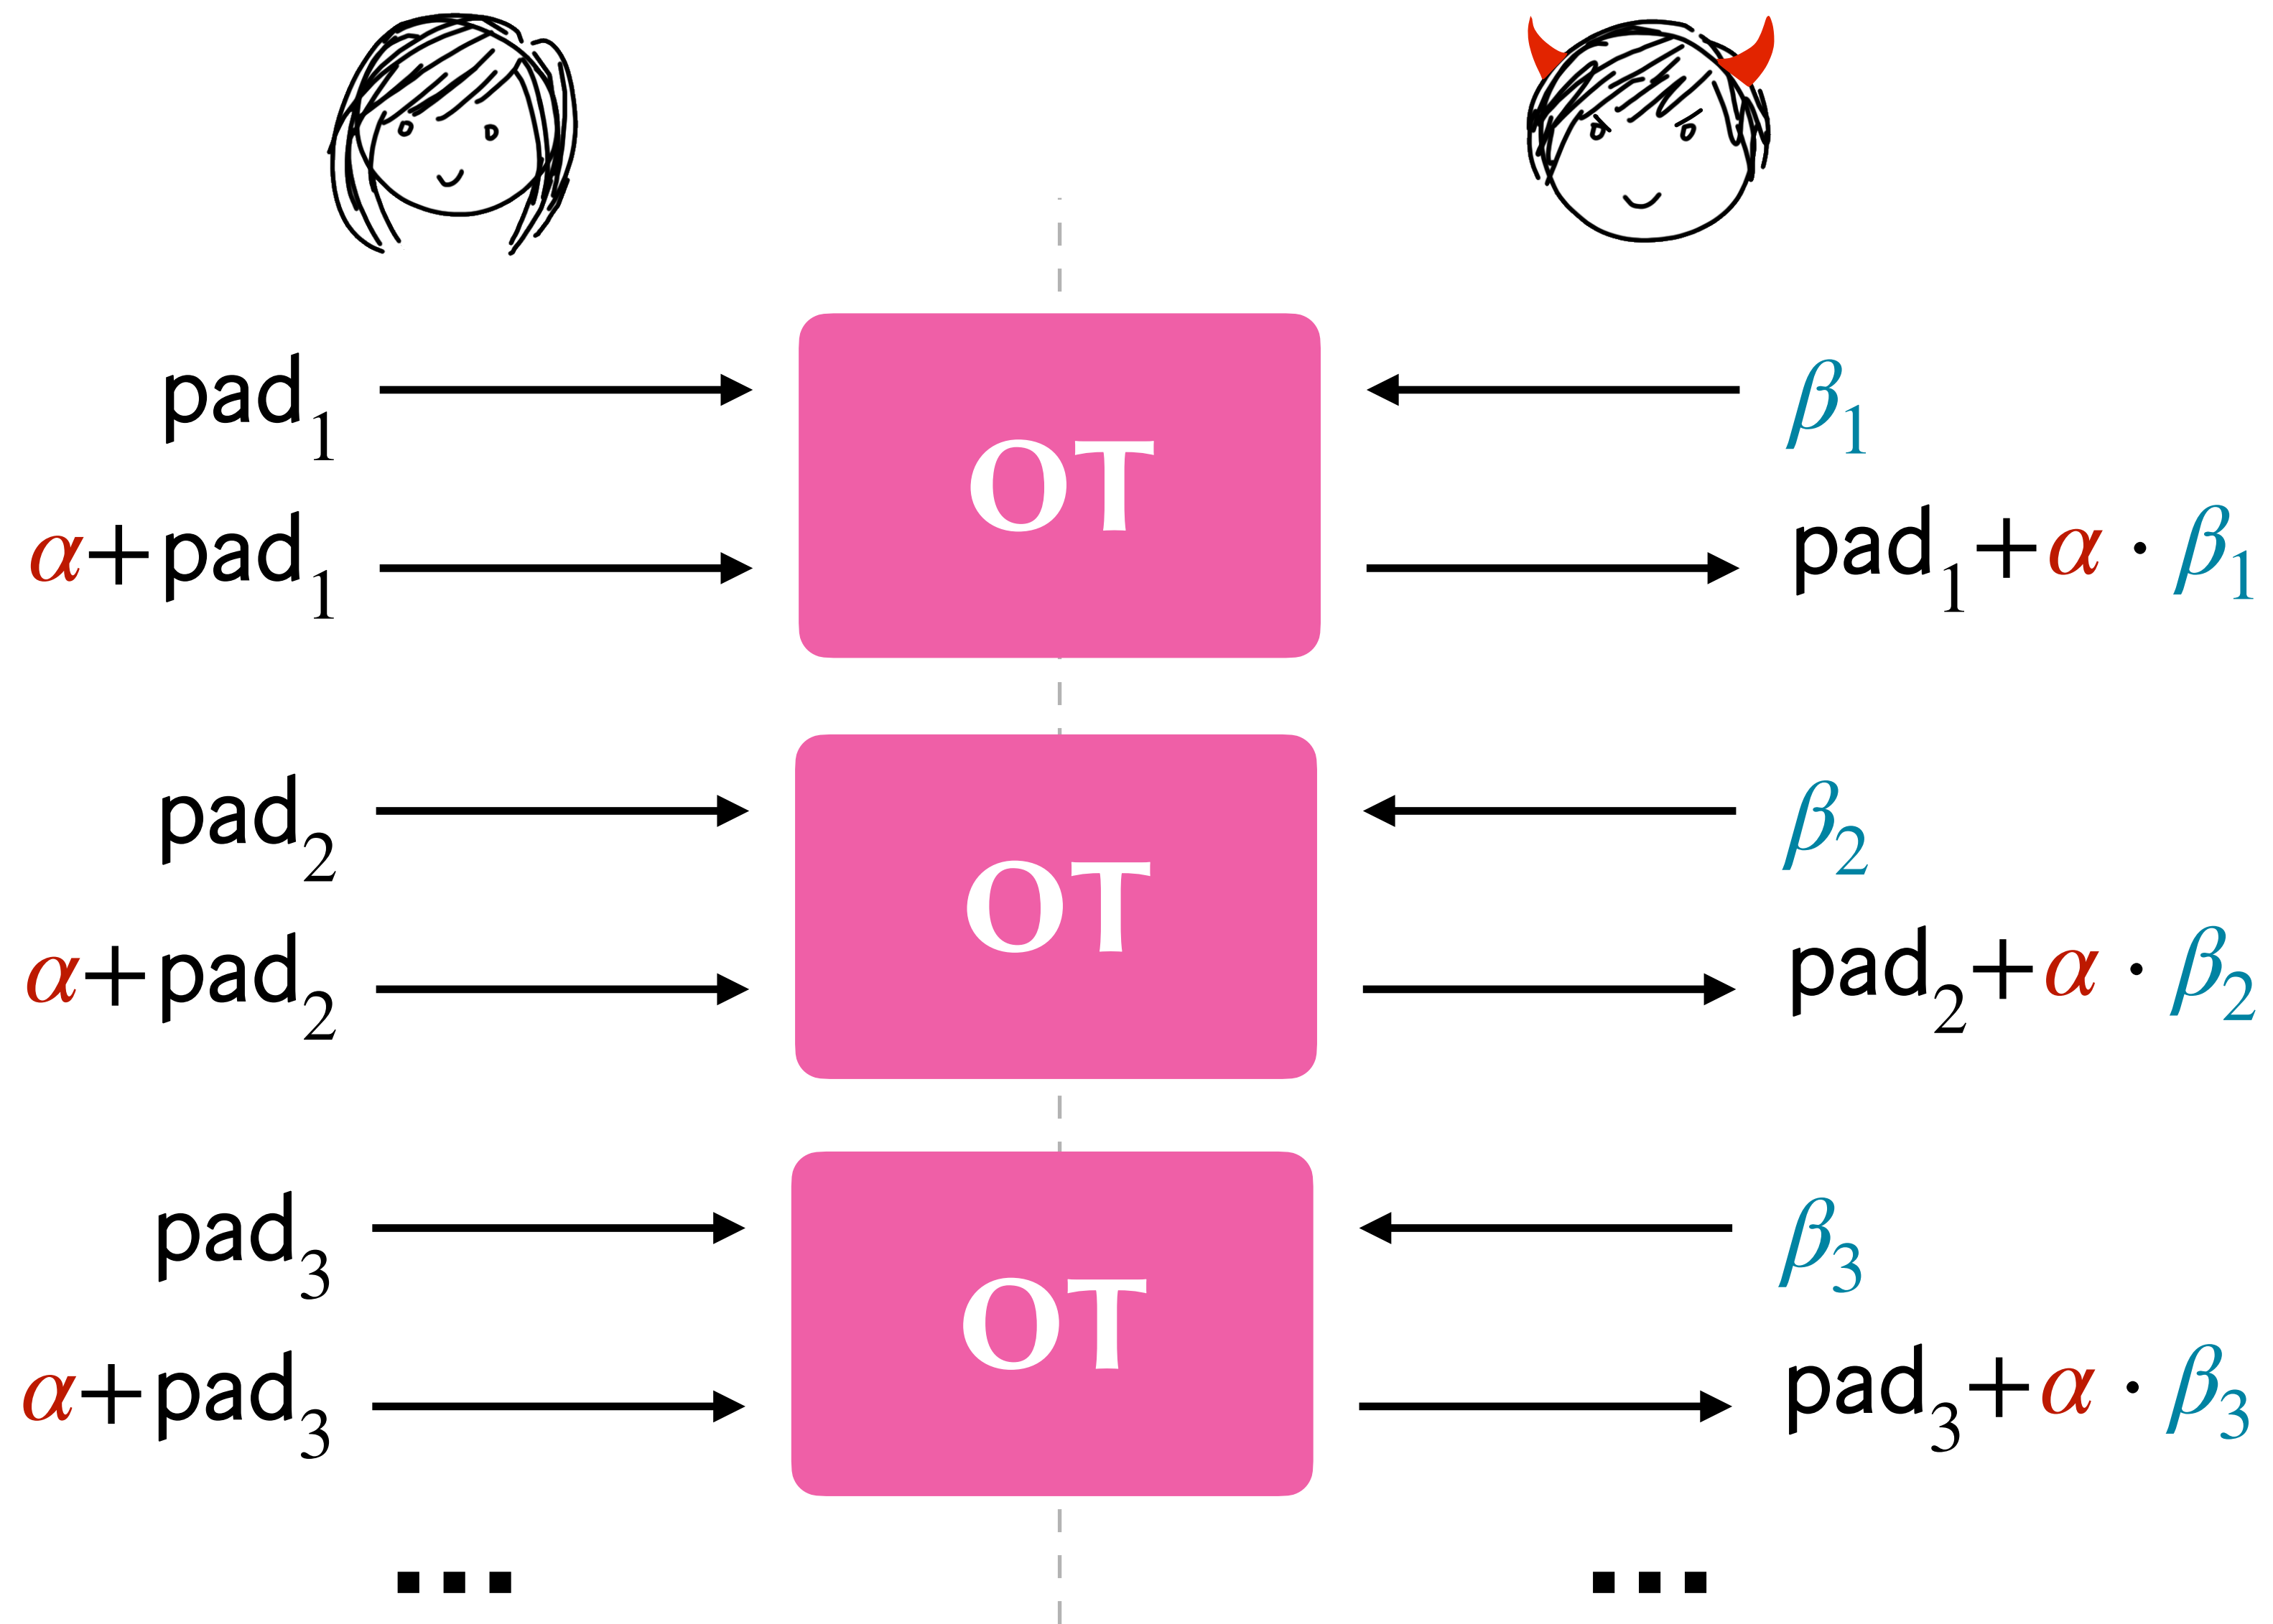 pad₁ β₁
OT
α+pad₁ pad₁+α · β₁
pad₂ β₂
OT
α+pad₂ pad₂+α · β₂
pad₃ β₃
OT
α+pad₃ pad₃+α · β₃
... ...